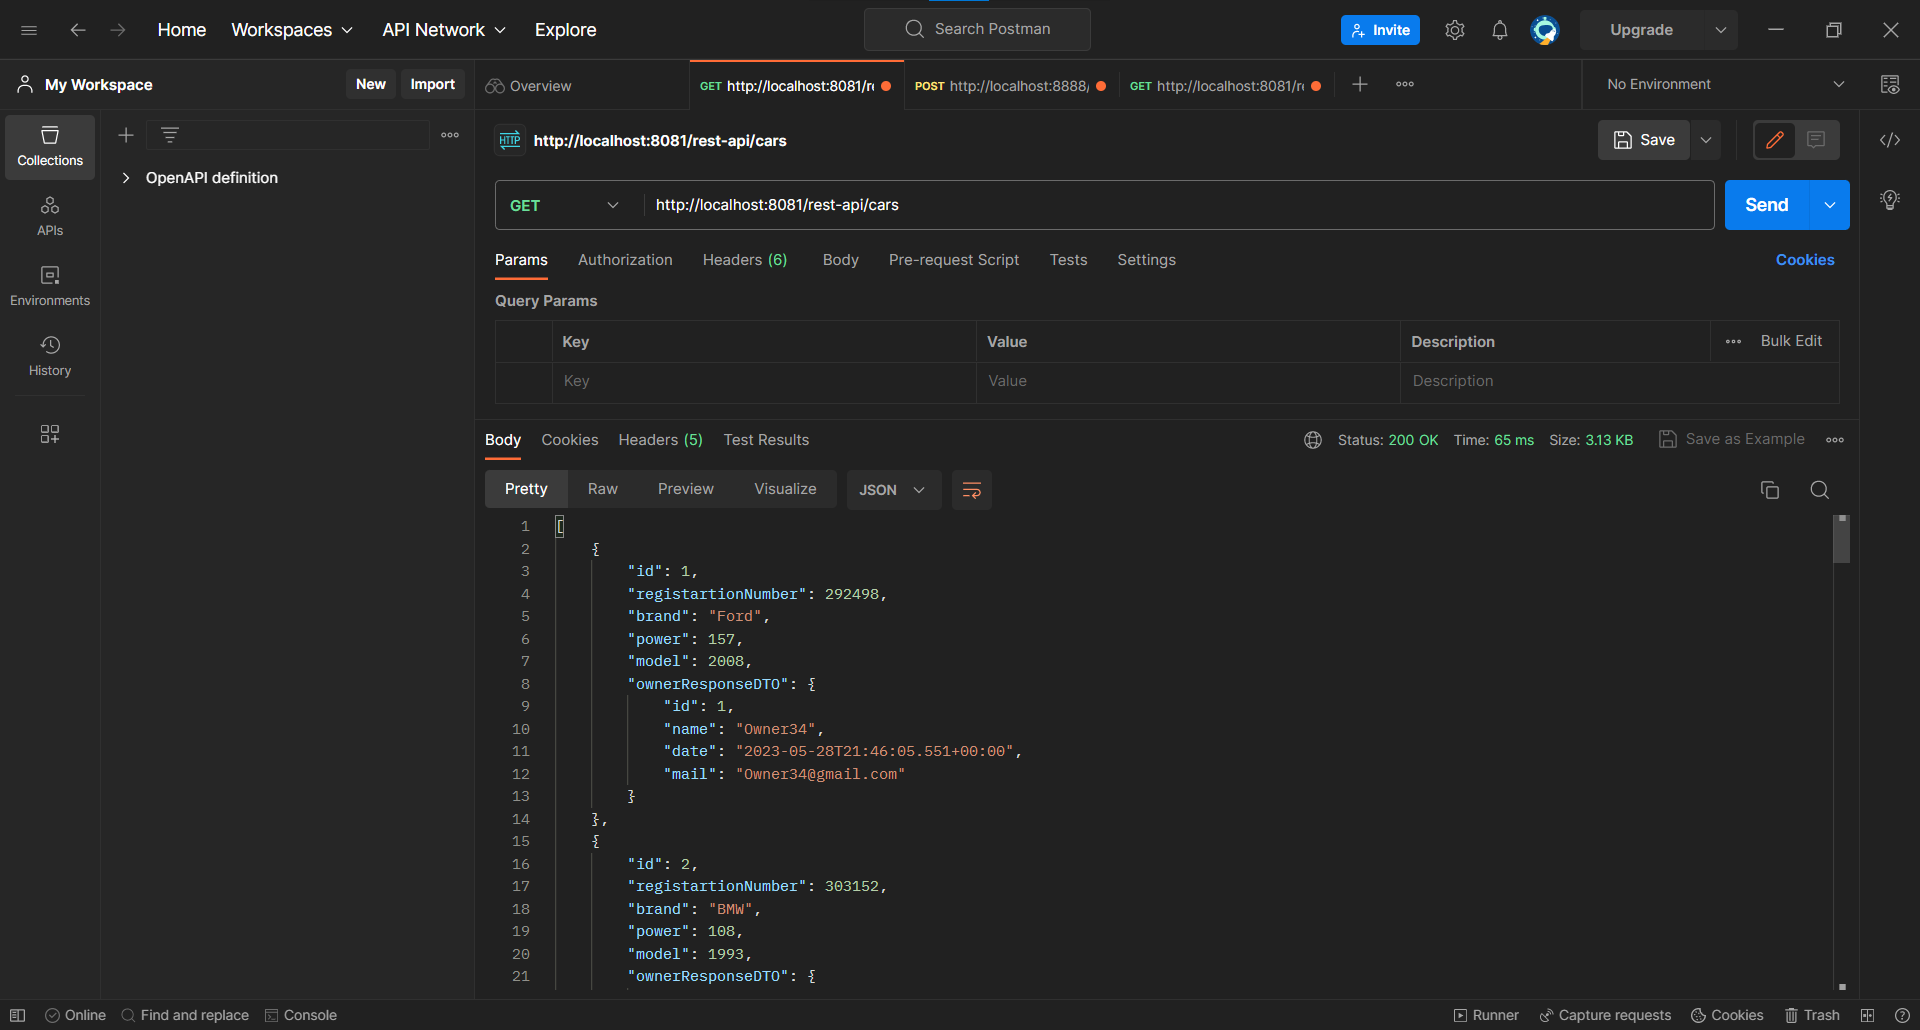 Home Workspaces API Network Explore Search Postman Invite Upgrade
My Workspace New Import Overview GET http://localhost:8081/r POST http://localhost:8888/ GET http://localhost:8081/r No Environment
Collections
APIs
Environments
History
OpenAPI definition
HTTP http://localhost:8081/rest-api/cars Save
GET http://localhost:8081/rest-api/cars Send
Params Authorization Headers (6) Body Pre-request Script Tests Settings Cookies
Query Params
Key Value Description Bulk Edit
Key Value Description
Body Cookies Headers (5) Test Results Status: 200 OK Time: 65 ms Size: 3.13 KB Save as Example
Pretty Raw Preview Visualize JSON
1 [
2 {
3 "id": 1,
4 "registartionNumber": 292498,
5 "brand": "Ford",
6 "power": 157,
7 "model": 2008,
8 "ownerResponseDTO": {
9 "id": 1,
10 "name": "Owner34",
11 "date": "2023-05-28T21:46:05.551+00:00",
12 "mail": "Owner34@gmail.com"
13 }
14 },
15 {
16 "id": 2,
17 "registartionNumber": 303152,
18 "brand": "BMW",
19 "power": 108,
20 "model": 1993,
21 "ownerResponseDTO": {
Online Find and replace Console Runner Capture requests Cookies Trash